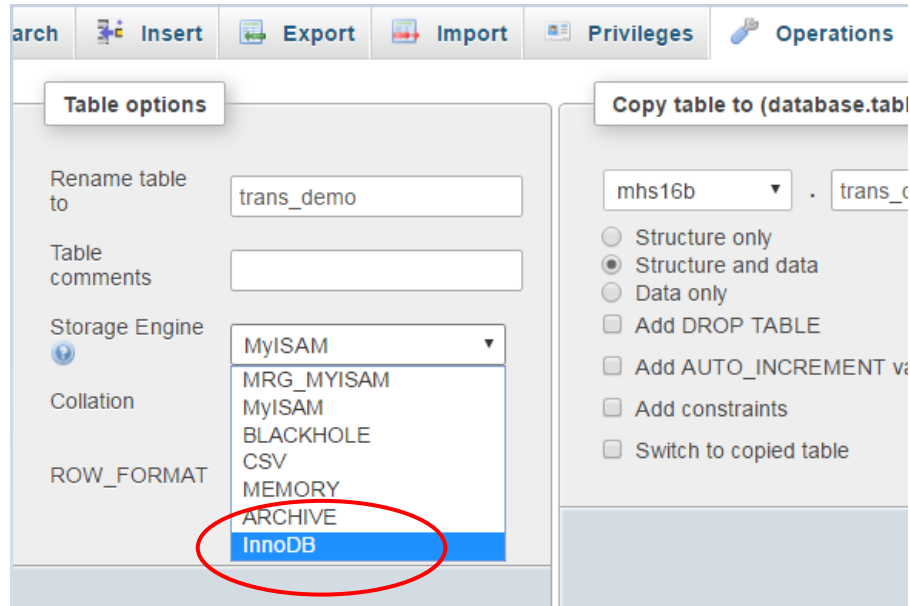 arch Insert Export Import Privileges Operations
Table options
Rename table
to
trans_demo
Table
comments
Storage Engine
MyISAM
MRG_MYISAM
MyISAM
BLACKHOLE
CSV
MEMORY
ARCHIVE
InnoDB
Collation
ROW_FORMAT
Copy table to (database.tabl
mhs16b . trans_
Structure only
Structure and data
Data only
Add DROP TABLE
Add AUTO_INCREMENT va
Add constraints
Switch to copied table